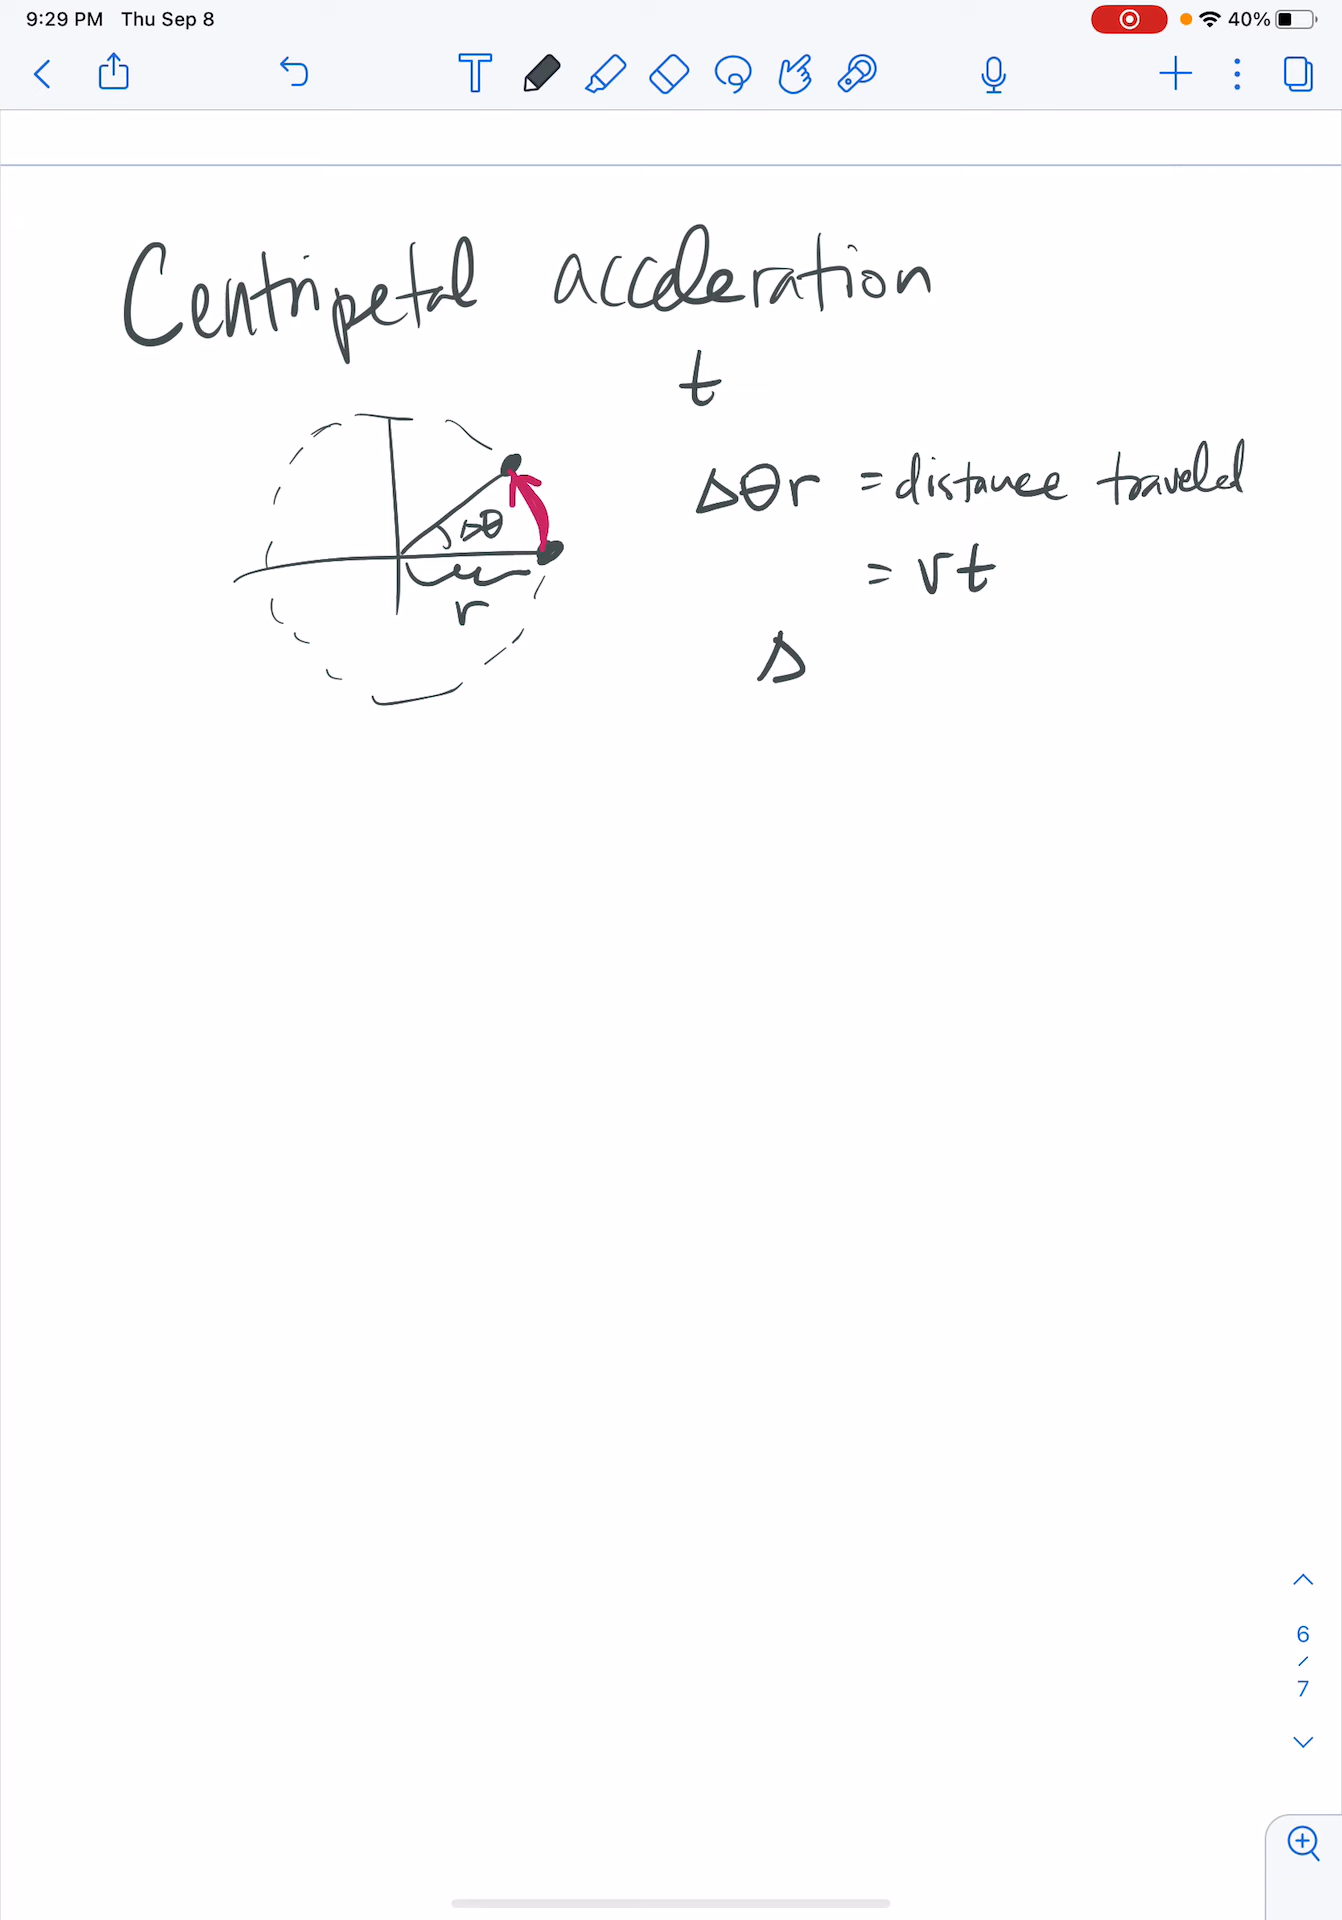 9:29 PM Thu Sep 8
40%
T
Centripetal acceleration
t
Δθ
r
Δθr = distance traveled
= vt
Δ
6
/
7